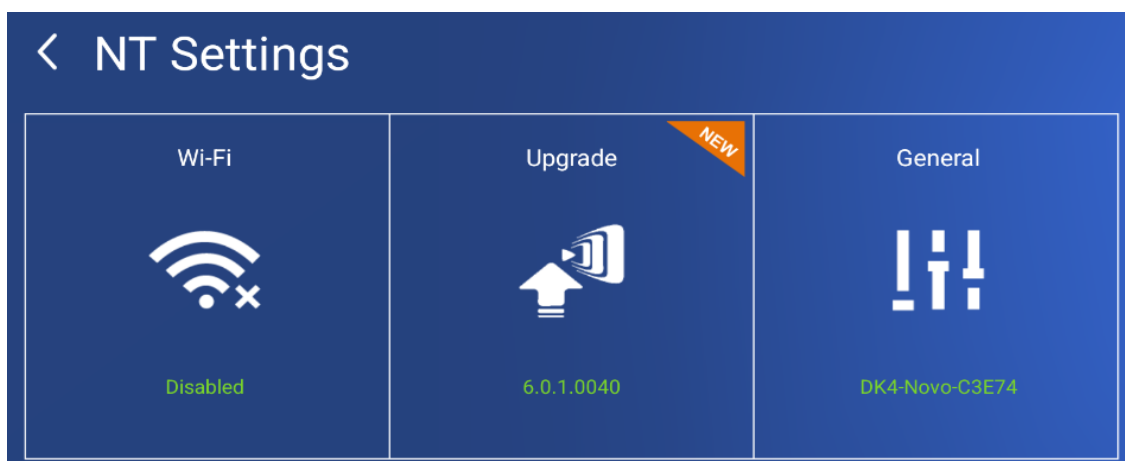 NT Settings
Wi-Fi
Disabled
Upgrade
NEW
6.0.1.0040
General
DK4-Novo-C3E74